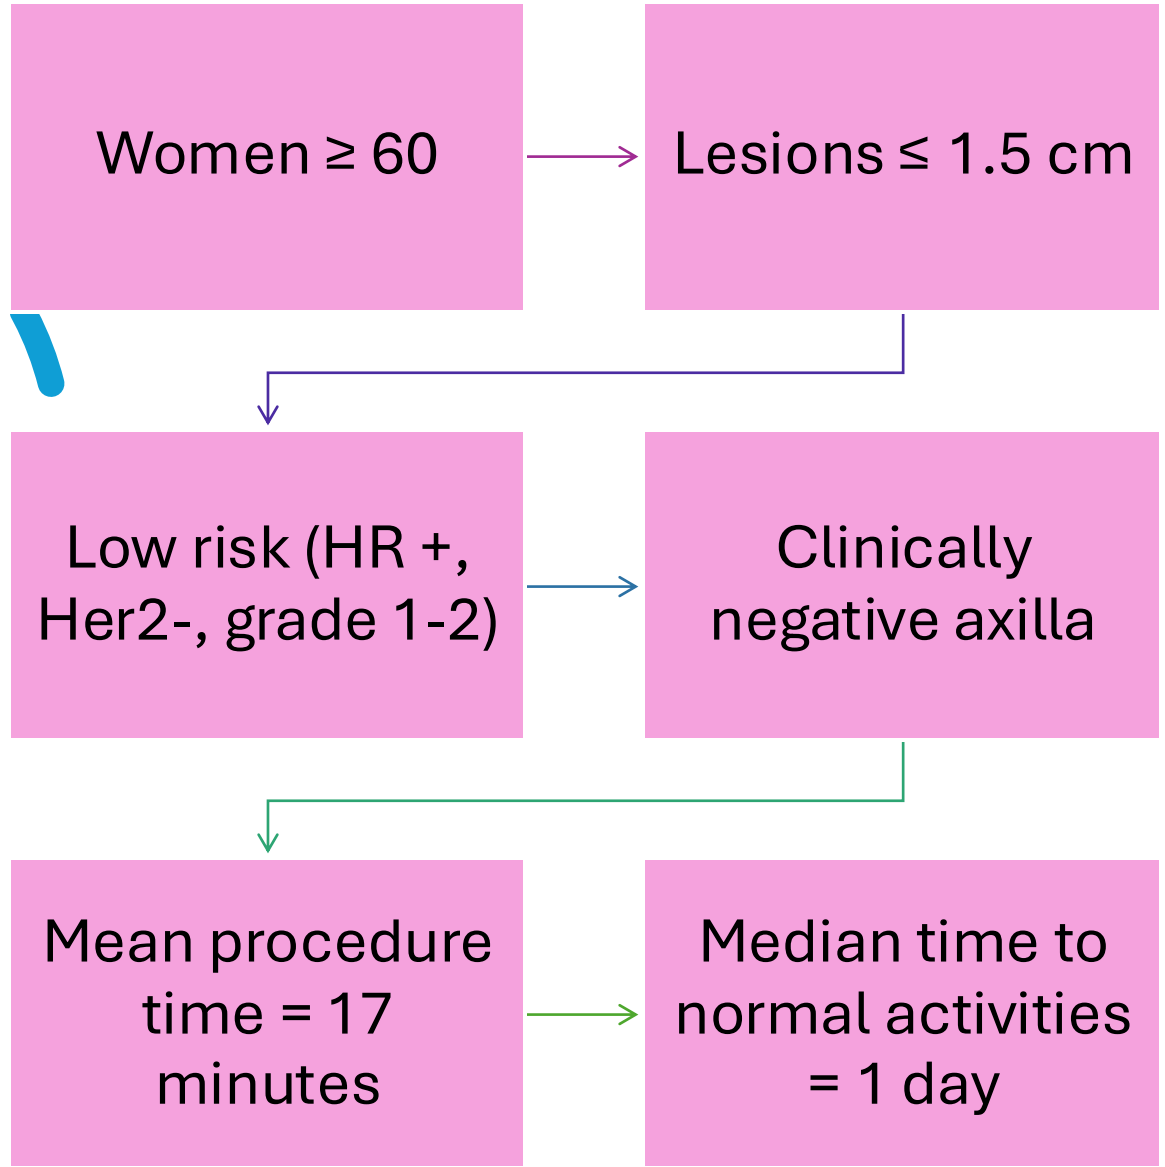 Women ≥ 60
Lesions ≤ 1.5 cm
Low risk (HR +,
Her2-, grade 1-2)
Clinically
negative axilla
Mean procedure
time = 17
minutes
Median time to
normal activities
= 1 day